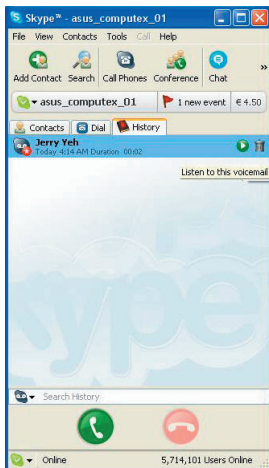 Skype™ - asus_computex_01
File View Contacts Tools Call Help
Add Contact Search Call Phones Conference Chat »
asus_computex_01 1 new event € 4.50
Contacts Dial History
Jerry Yeh
Today 4:14 AM Duration 00:02
Listen to this voicemail
Search History
Online 5,714,101 Users Online